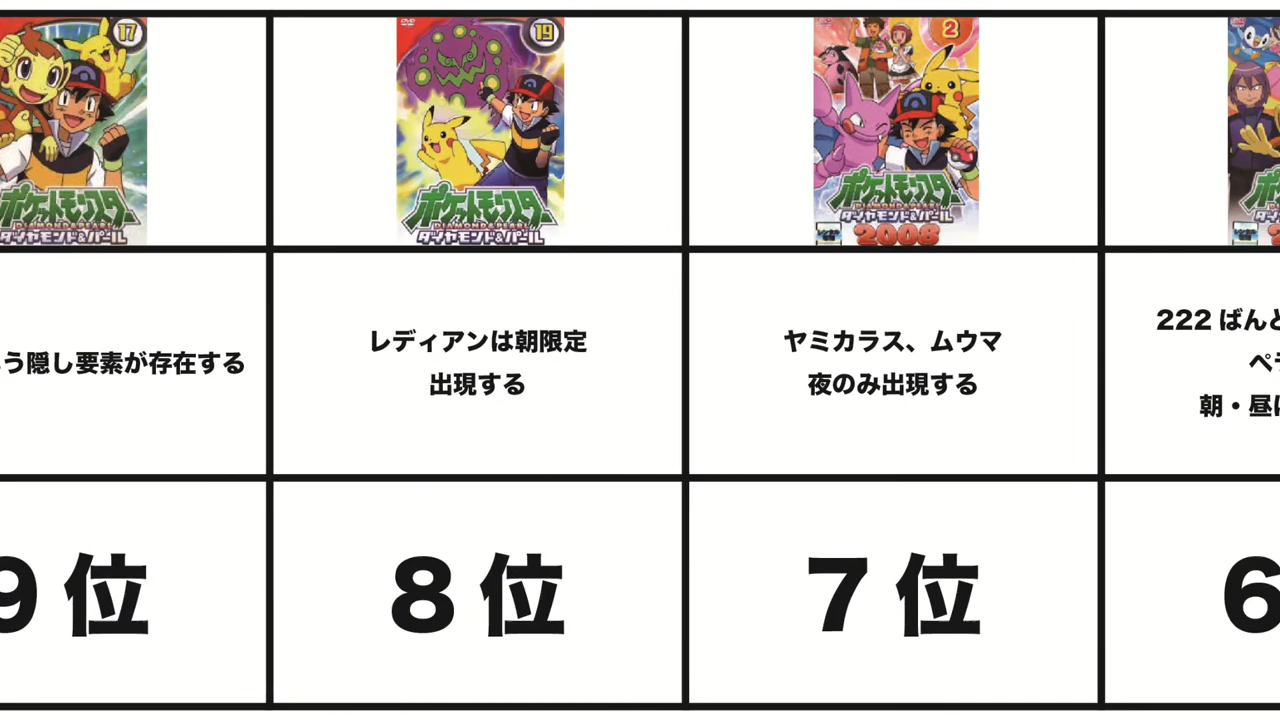 17
ポケットモンスター
DIAMOND&PEARL
ダイヤモンド&パール
う隠し要素が存在する
9位
19
ポケットモンスター
DIAMOND&PEARL
ダイヤモンド&パール
レディアンは朝限定
出現する
8位
2
ポケットモンスター
DIAMOND&PEARL
ダイヤモンド&パール
2008
ヤミカラス、ムウマ
夜のみ出現する
7位
222ばんど
ペラ
朝・昼に
6